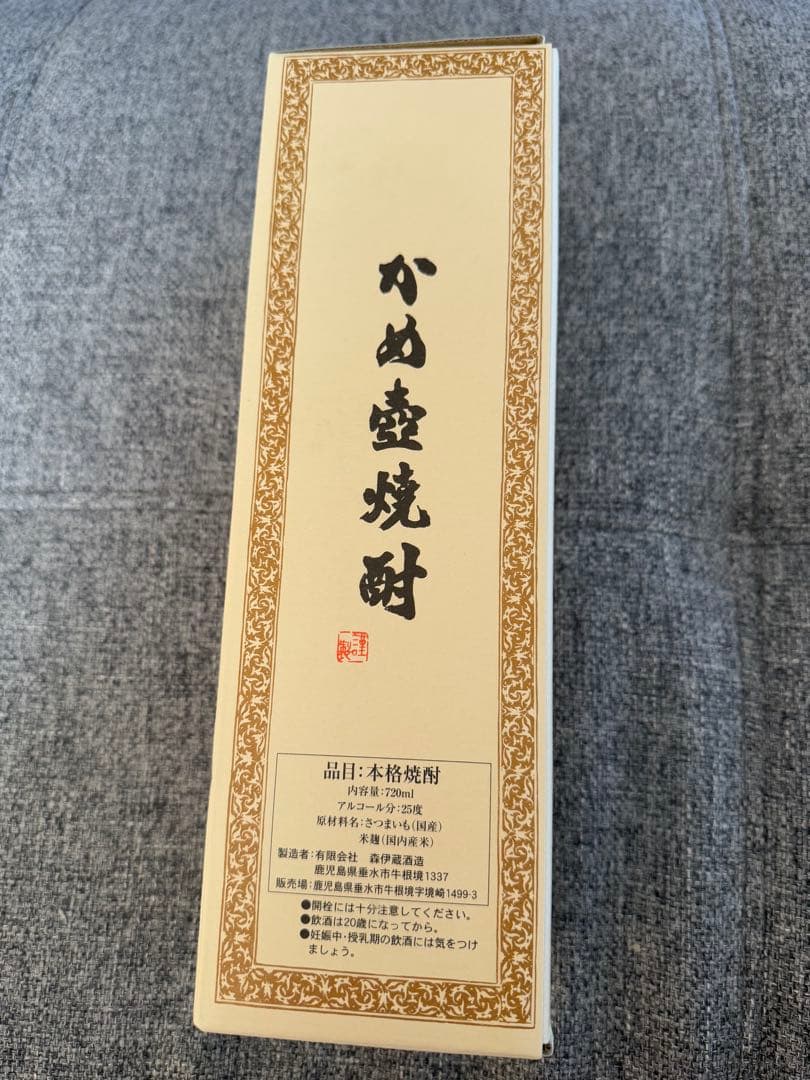 かめ壺焼酎
謹製
品目：本格焼酎
内容量：720ml
アルコール分：25度
原材料名：さつまいも（国産）
米麹（国内産米）
製造者：有限会社　森伊蔵酒造
鹿児島県垂水市牛根境1337
販売場：鹿児島県垂水市牛根境字境崎1499-3
●開栓には十分注意してください。
●飲酒は20歳になってから。
●妊娠中・授乳期の飲酒には気をつけ
ましょう。